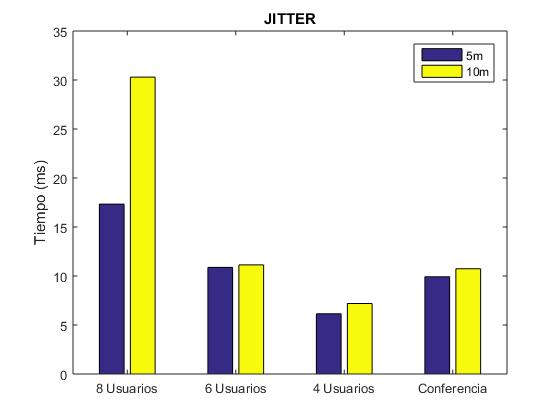 JITTER
5m
10m
Tiempo (ms)
35
30
25
20
15
10
5
0
8 Usuarios
6 Usuarios
4 Usuarios
Conferencia